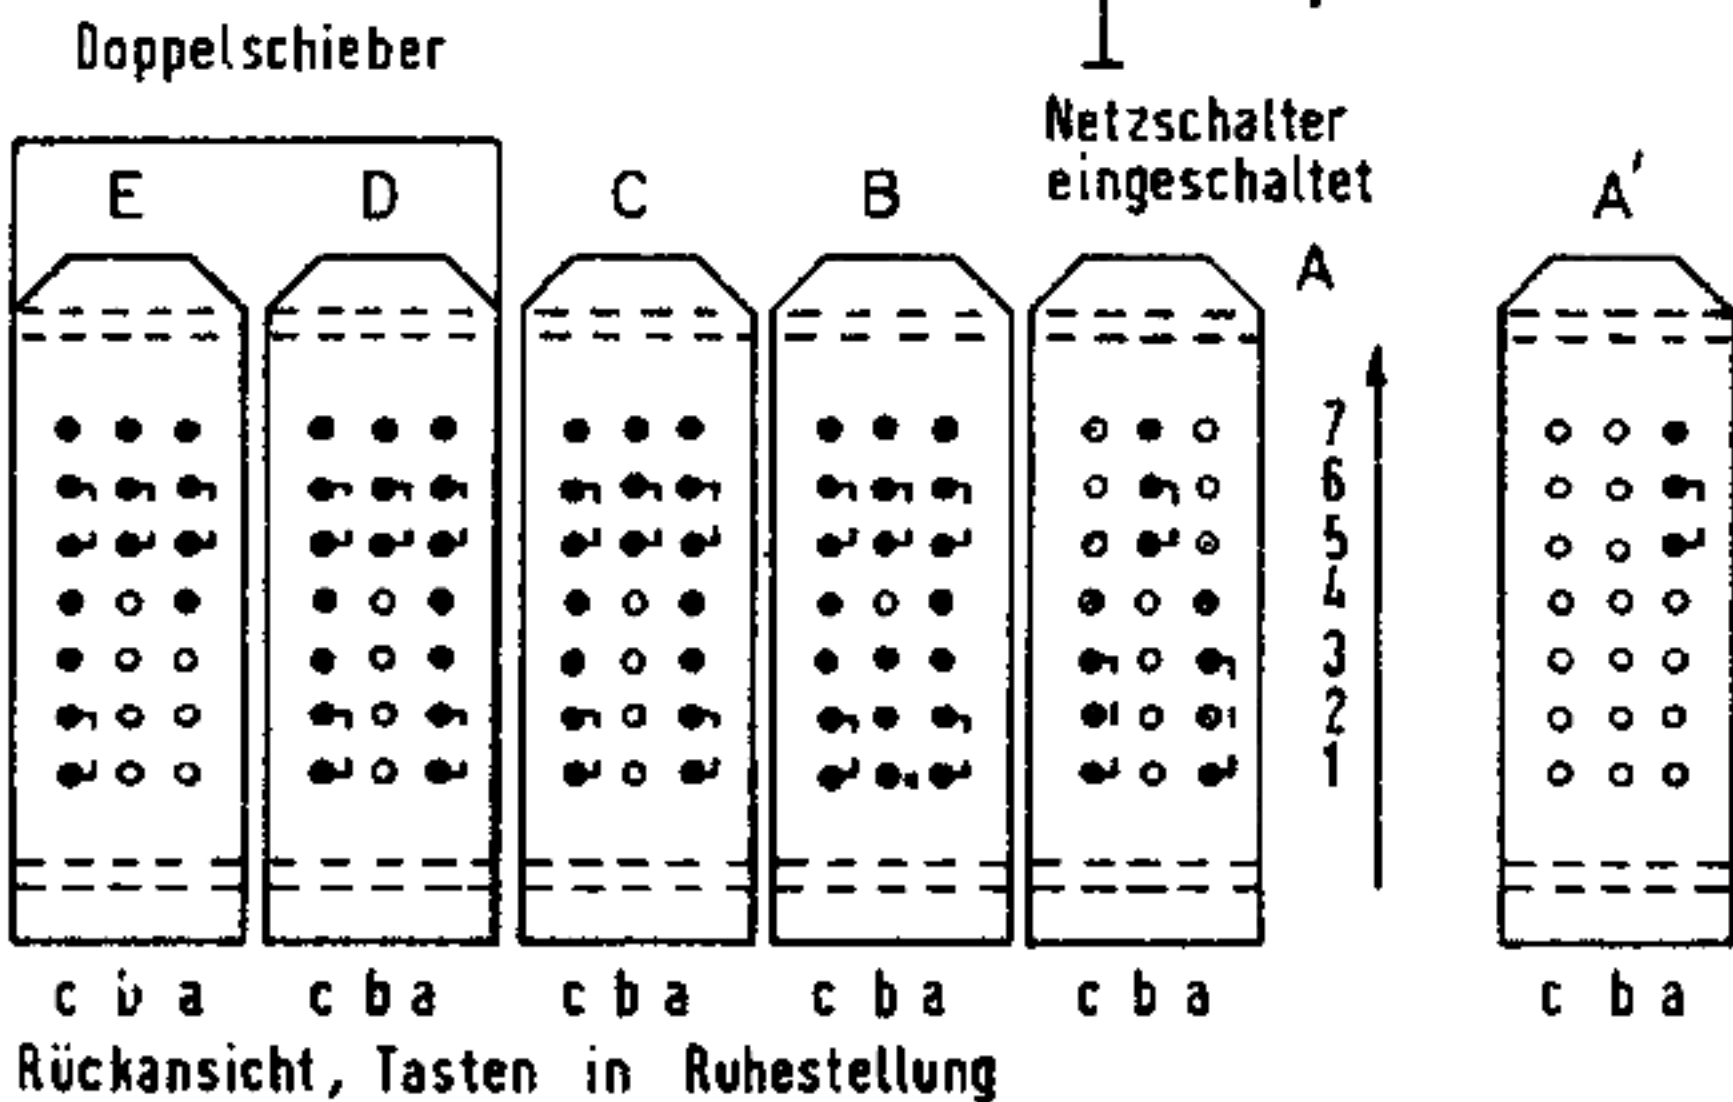 Doppelschieber
Netzschalter
eingeschaltet
E D C B A A'
7
6
5
4
3
2
1
c b a c b a c b a c b a c b a c b a
Rückansicht, Tasten in Ruhestellung